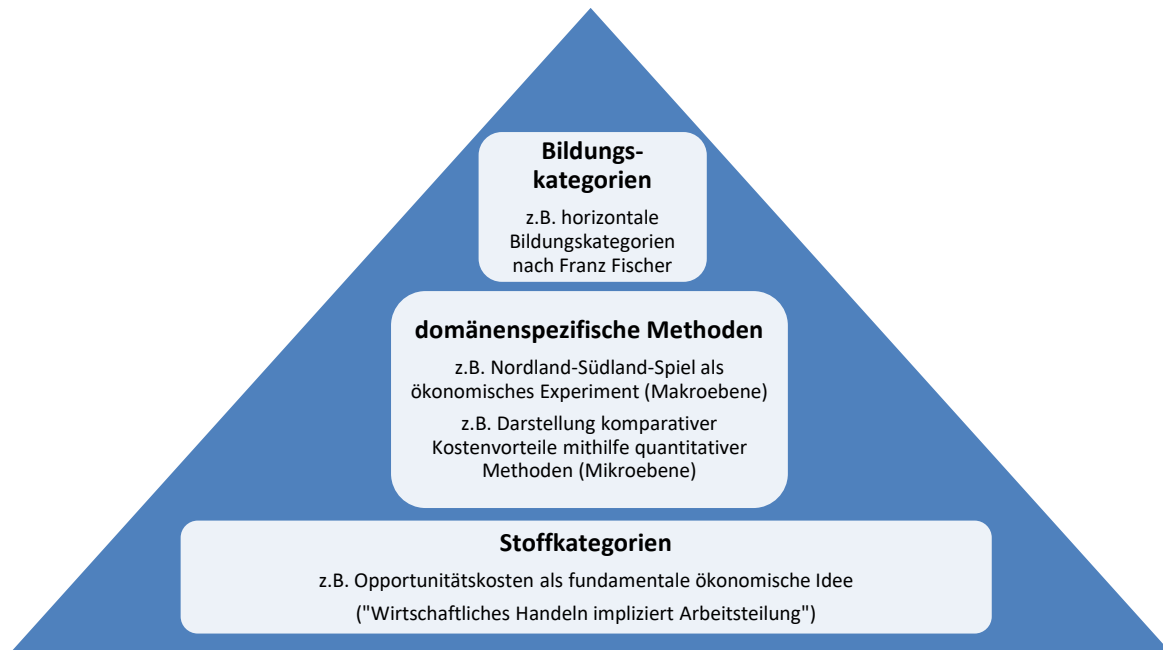 Bildungs-
kategorien
z.B. horizontale
Bildungskategorien
nach Franz Fischer
domänenspezifische Methoden
z.B. Nordland-Südland-Spiel als
ökonomisches Experiment (Makroebene)
z.B. Darstellung komparativer
Kostenvorteile mithilfe quantitativer
Methoden (Mikroebene)
Stoffkategorien
z.B. Opportunitätskosten als fundamentale ökonomische Idee
("Wirtschaftliches Handeln impliziert Arbeitsteilung")